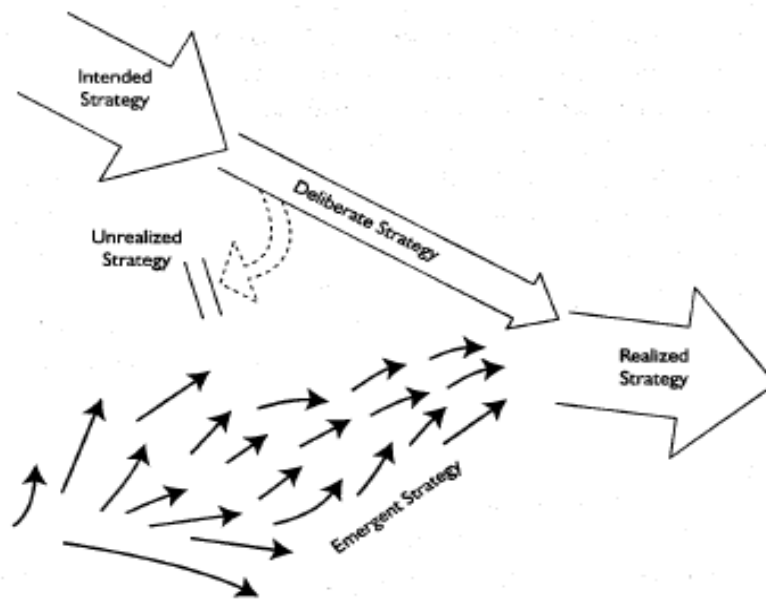 Intended
Strategy
Deliberate Strategy
Unrealized
Strategy
Realized
Strategy
Emergent Strategy